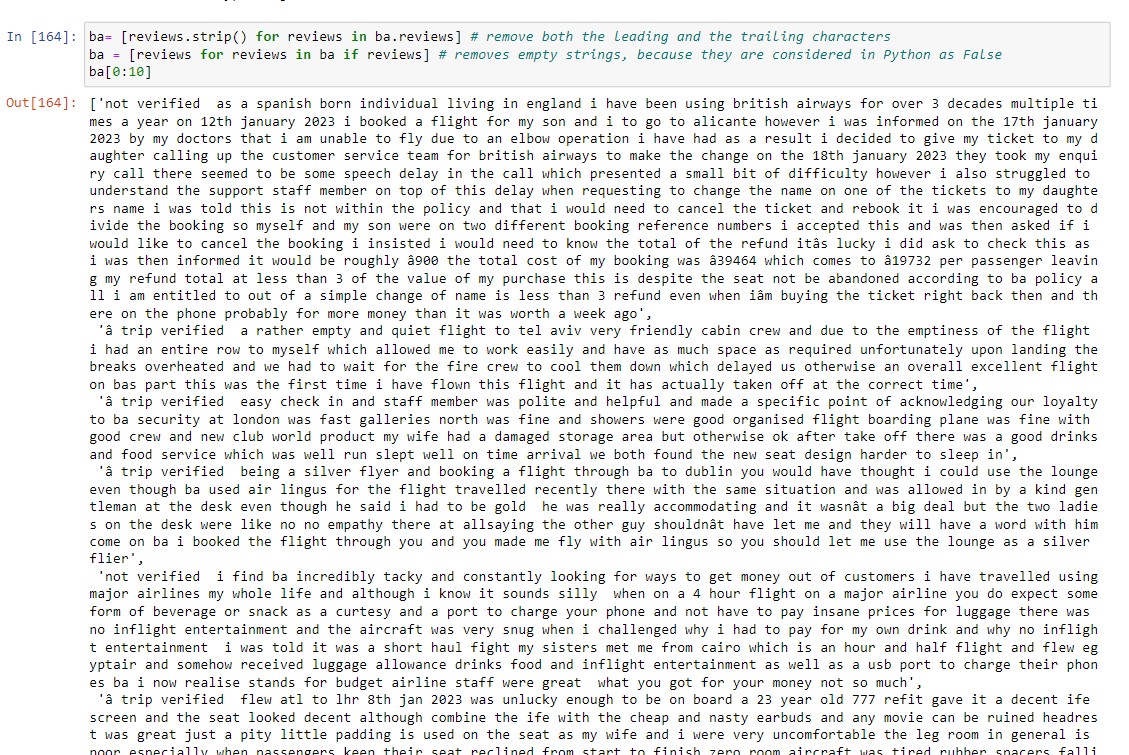 In [164]: ba= [reviews.strip() for reviews in ba.reviews] # remove both the leading and the trailing characters
ba = [reviews for reviews in ba if reviews] # removes empty strings, because they are considered in Python as False
ba[0:10]
Out[164]: ['not verified  as a spanish born individual living in england i have been using british airways for over 3 decades multiple ti
mes a year on 12th january 2023 i booked a flight for my son and i to go to alicante however i was informed on the 17th january
2023 by my doctors that i am unable to fly due to an elbow operation i have had as a result i decided to give my ticket to my d
aughter calling up the customer service team for british airways to make the change on the 18th january 2023 they took my enqui
ry call there seemed to be some speech delay in the call which presented a small bit of difficulty however i also struggled to
understand the support staff member on top of this delay when requesting to change the name on one of the tickets to my daughte
rs name i was told this is not within the policy and that i would need to cancel the ticket and rebook it i was encouraged to d
ivide the booking so myself and my son were on two different booking reference numbers i accepted this and was then asked if i
would like to cancel the booking i insisted i would need to know the total of the refund itâs lucky i did ask to check this as
i was then informed it would be roughly â900 the total cost of my booking was â39464 which comes to â19732 per passenger leavin
g my refund total at less than 3 of the value of my purchase this is despite the seat not be abandoned according to ba policy a
ll i am entitled to out of a simple change of name is less than 3 refund even when iâm buying the ticket right back then and th
ere on the phone probably for more money than it was worth a week ago',
'â trip verified  a rather empty and quiet flight to tel aviv very friendly cabin crew and due to the emptiness of the flight
i had an entire row to myself which allowed me to work easily and have as much space as required unfortunately upon landing the
breaks overheated and we had to wait for the fire crew to cool them down which delayed us otherwise an overall excellent flight
on bas part this was the first time i have flown this flight and it has actually taken off at the correct time',
'â trip verified  easy check in and staff member was polite and helpful and made a specific point of acknowledging our loyalty
to ba security at london was fast galleries north was fine and showers were good organised flight boarding plane was fine with
good crew and new club world product my wife had a damaged storage area but otherwise ok after take off there was a good drinks
and food service which was well run slept well on time arrival we both found the new seat design harder to sleep in',
'â trip verified  being a silver flyer and booking a flight through ba to dublin you would have thought i could use the lounge
even though ba used air lingus for the flight travelled recently there with the same situation and was allowed in by a kind gen
tleman at the desk even though he said i had to be gold  he was really accommodating and it wasnât a big deal but the two ladie
s on the desk were like no no empathy there at allsaying the other guy shouldnât have let me and they will have a word with him
come on ba i booked the flight through you and you made me fly with air lingus so you should let me use the lounge as a silver
flier',
'not verified  i find ba incredibly tacky and constantly looking for ways to get money out of customers i have travelled using
major airlines my whole life and although i know it sounds silly  when on a 4 hour flight on a major airline you do expect some
form of beverage or snack as a curtesy and a port to charge your phone and not have to pay insane prices for luggage there was
no inflight entertainment and the aircraft was very snug when i challenged why i had to pay for my own drink and why no infligh
t entertainment  i was told it was a short haul fight my sisters met me from cairo which is an hour and half flight and flew eg
yptair and somehow received luggage allowance drinks food and inflight entertainment as well as a usb port to charge their phon
es ba i now realise stands for budget airline staff were great  what you got for your money not so much',
'â trip verified  flew atl to lhr 8th jan 2023 was unlucky enough to be on board a 23 year old 777 refit gave it a decent ife
screen and the seat looked decent although combine the ife with the cheap and nasty earbuds and any movie can be ruined headres
t was great just a pity little padding is used on the seat as my wife and i were very uncomfortable the leg room in general is
poor especially when passengers keep their seat reclined from start to finish zero room aircraft was tired rubber spacers falli